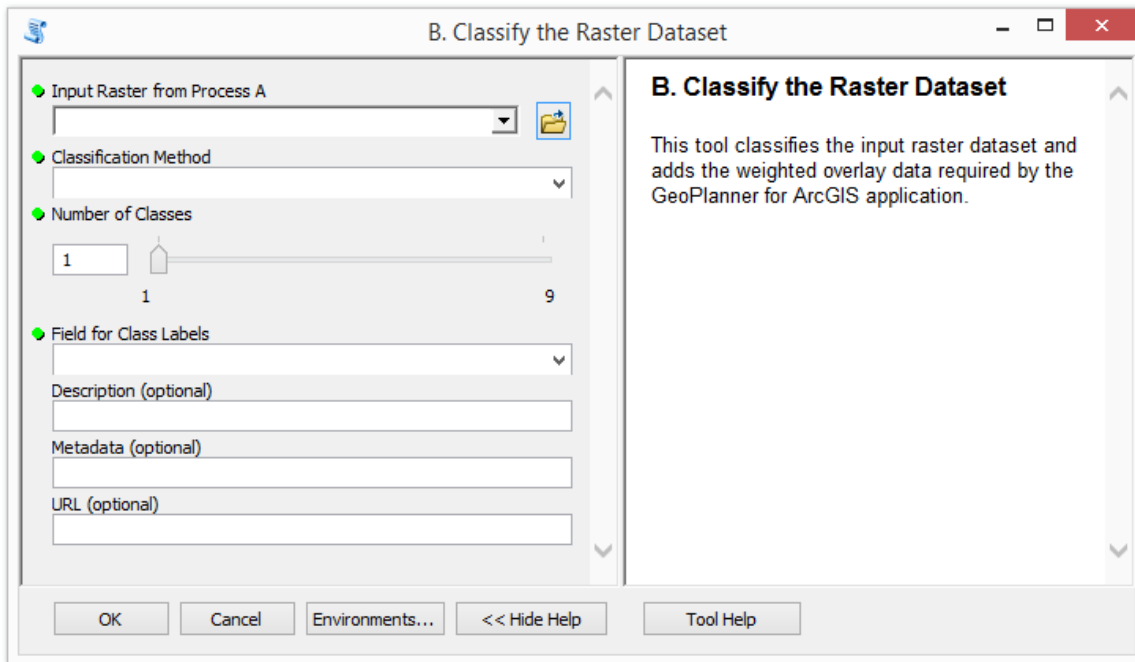 B. Classify the Raster Dataset
Input Raster from Process A
Classification Method
Number of Classes
1
1 9
Field for Class Labels
Description (optional)
Metadata (optional)
URL (optional)
B. Classify the Raster Dataset
This tool classifies the input raster dataset and
adds the weighted overlay data required by the
GeoPlanner for ArcGIS application.
OK Cancel Environments... << Hide Help Tool Help